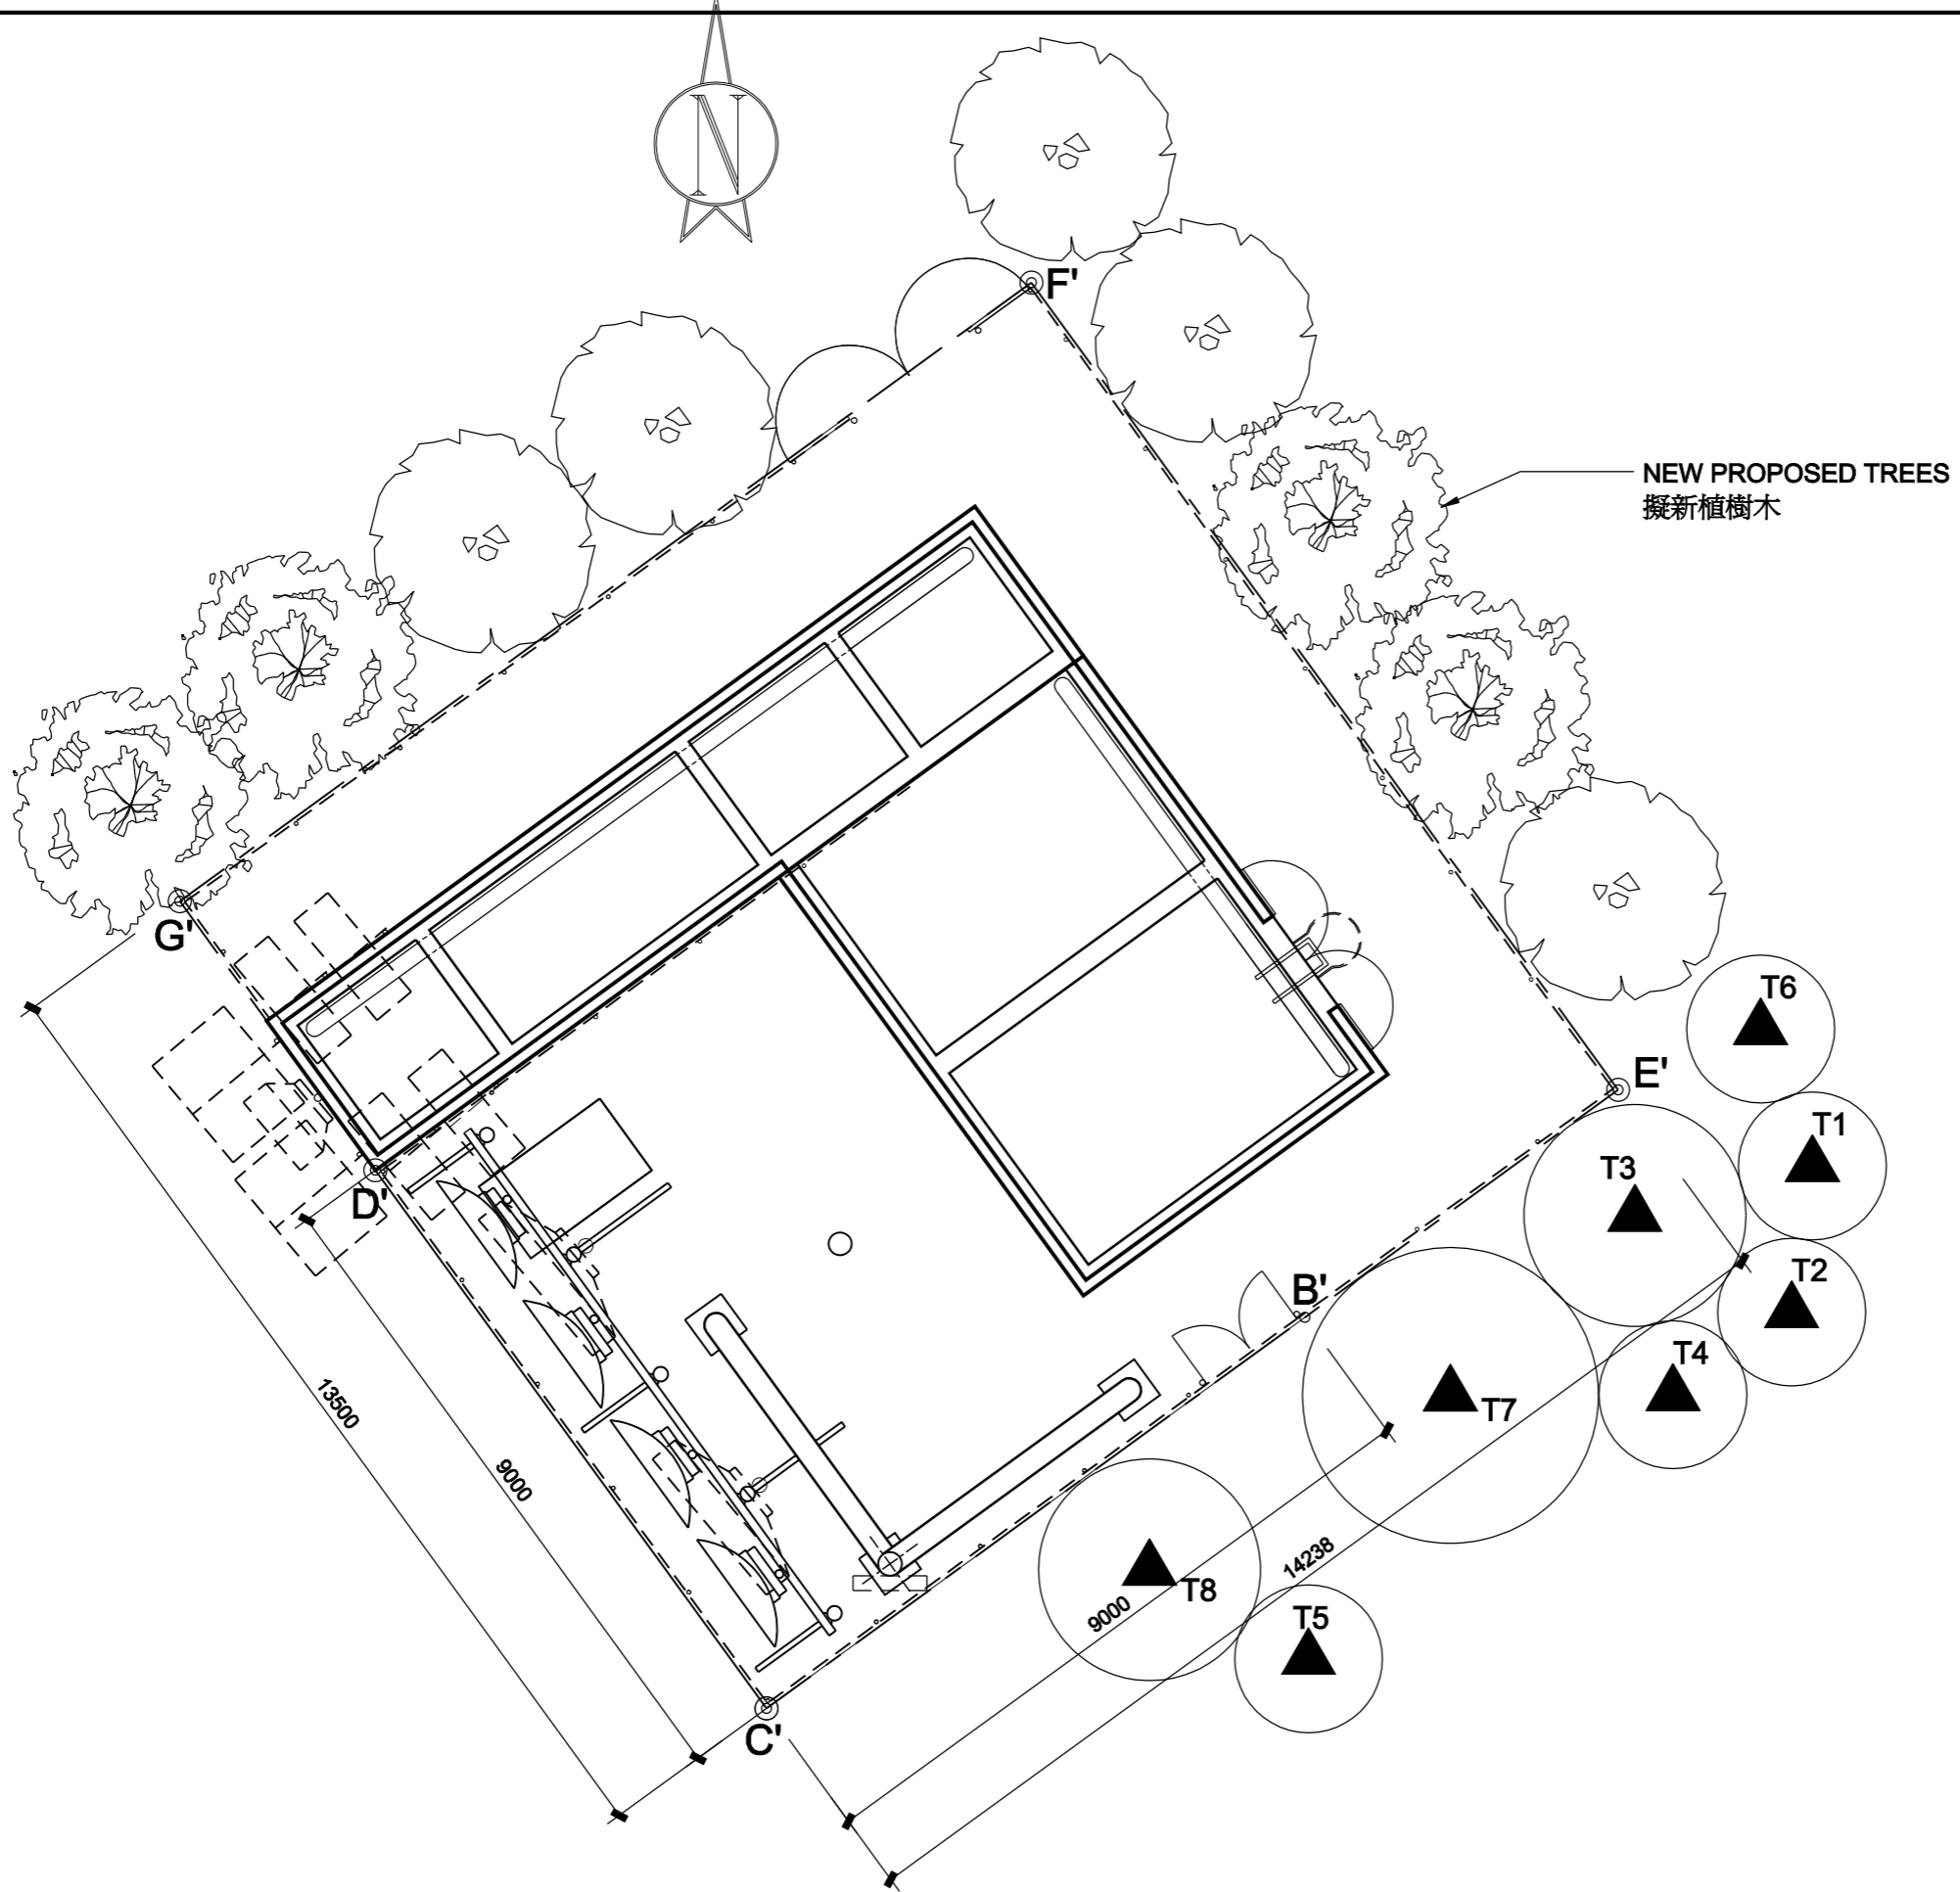 N
F'
NEW PROPOSED TREES
擬新植樹木
G'
T6
E'
T1
T3
D'
T2
B'
T4
T7
13500
9000
14238
T8
9000
T5
C'